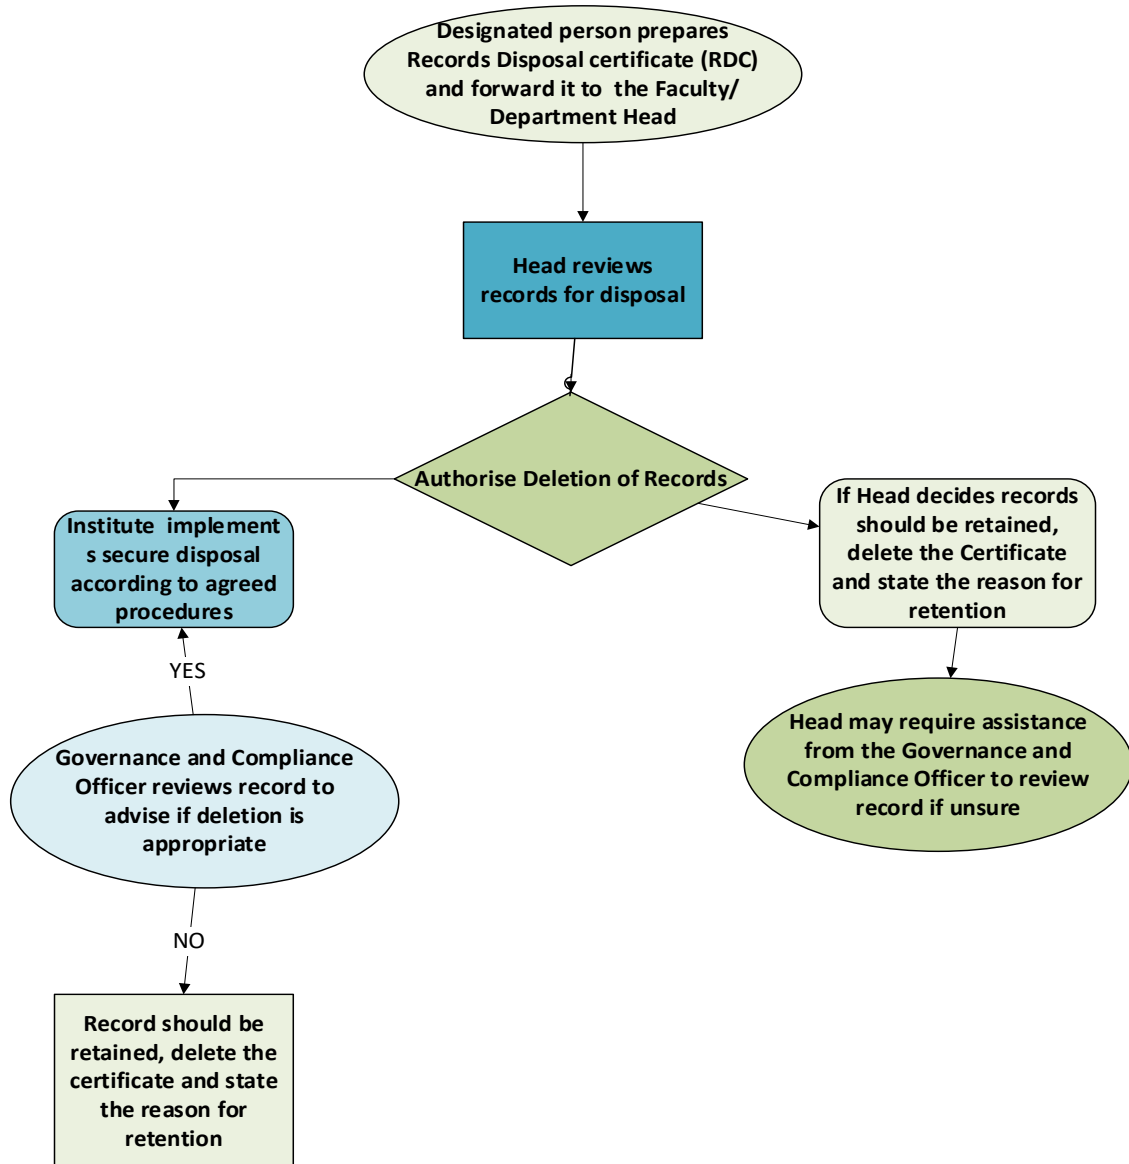 Designated person prepares
Records Disposal certificate (RDC)
and forward it to the Faculty/
Department Head
Head reviews
records for disposal
Authorise Deletion of Records
Institute implement
s secure disposal
according to agreed
procedures
If Head decides records
should be retained,
delete the Certificate
and state the reason for
retention
YES
Governance and Compliance
Officer reviews record to
advise if deletion is
appropriate
Head may require assistance
from the Governance and
Compliance Officer to review
record if unsure
NO
Record should be
retained, delete the
certificate and state
the reason for
retention